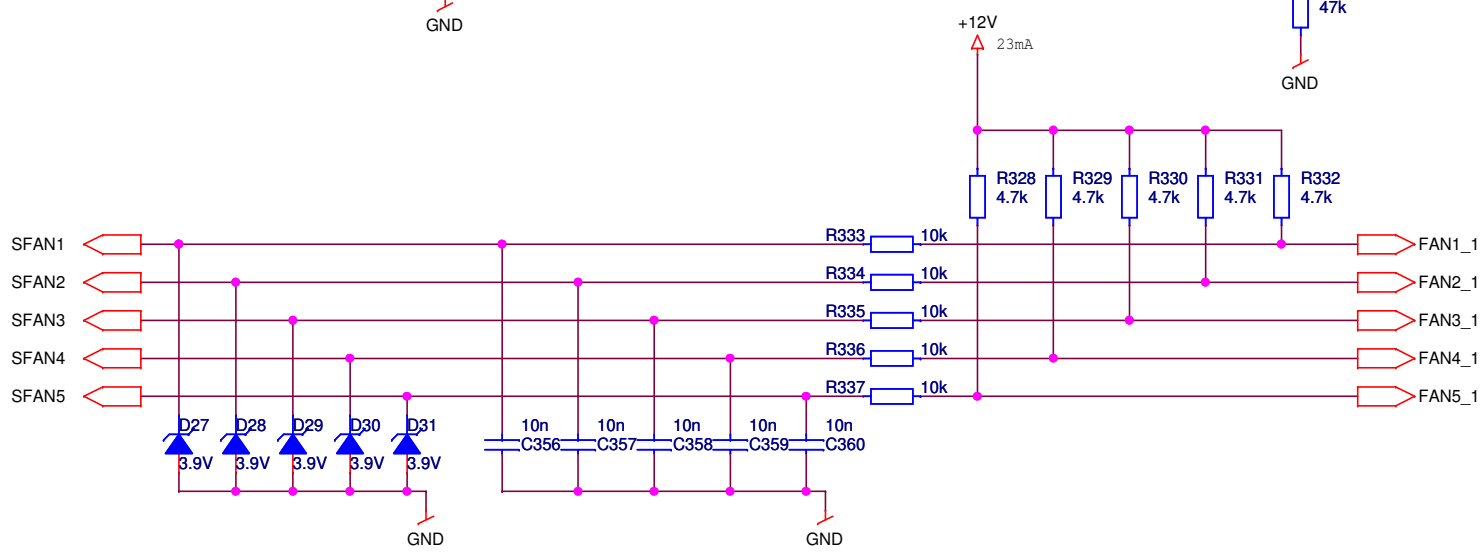 47k
GND
+12V
23mA
GND
R328 R329 R330 R331 R332
4.7k 4.7k 4.7k 4.7k 4.7k
SFAN1 R333 10k FAN1_1
SFAN2 R334 10k FAN2_1
SFAN3 R335 10k FAN3_1
SFAN4 R336 10k FAN4_1
SFAN5 R337 10k FAN5_1
D27 D28 D29 D30 D31 10n 10n 10n 10n 10n
C356 C357 C358 C359 C360
3.9V 3.9V 3.9V 3.9V 3.9V
GND GND